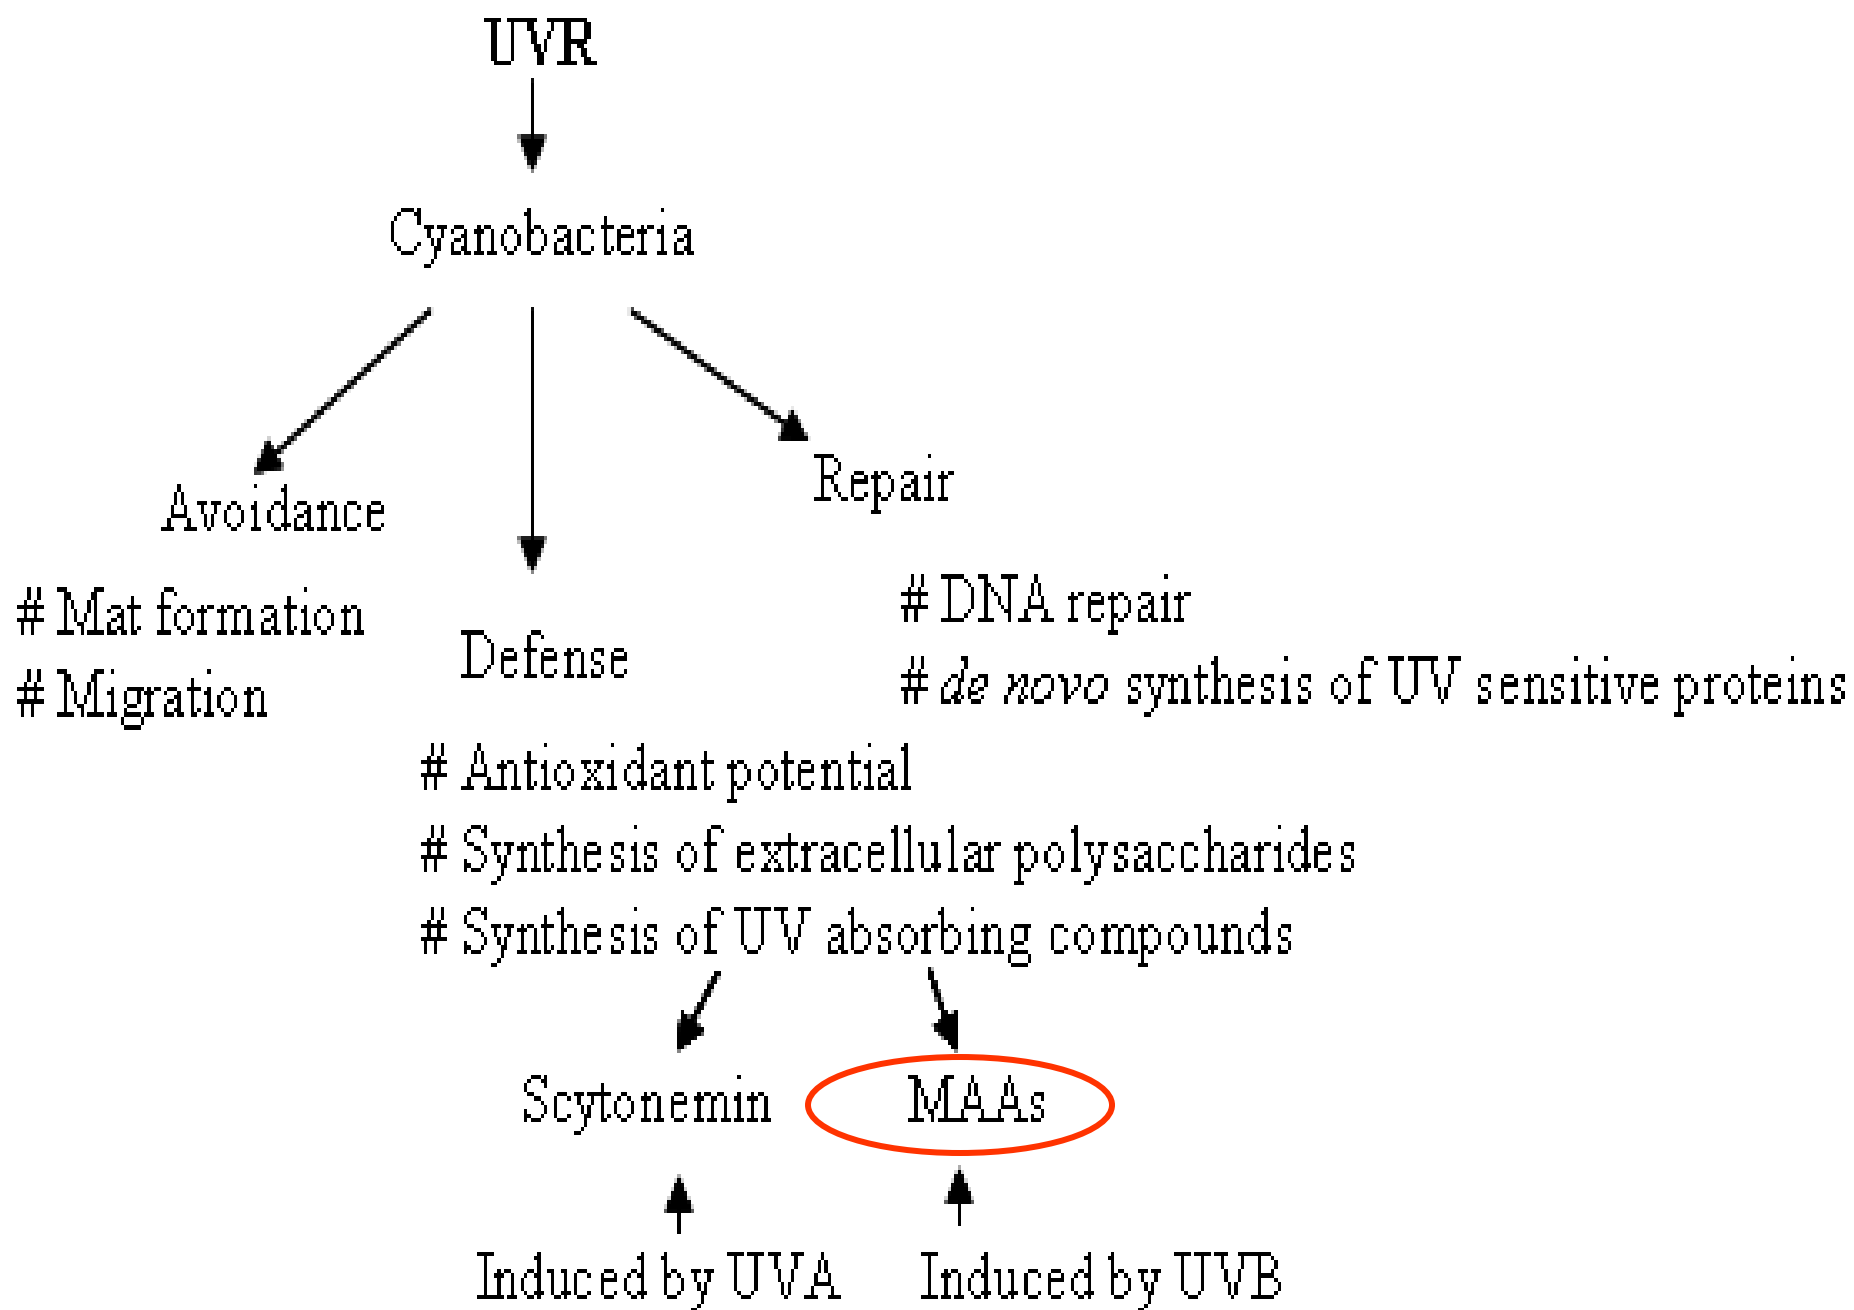 UVR
Cyanobacteria
Avoidance
# Mat formation
# Migration
Defense
# Antioxidant potential
# Synthesis of extracellular polysaccharides
# Synthesis of UV absorbing compounds
Scytonemin
MAAs
Induced by UVA
Induced by UVB
Repair
# DNA repair
# de novo synthesis of UV sensitive proteins